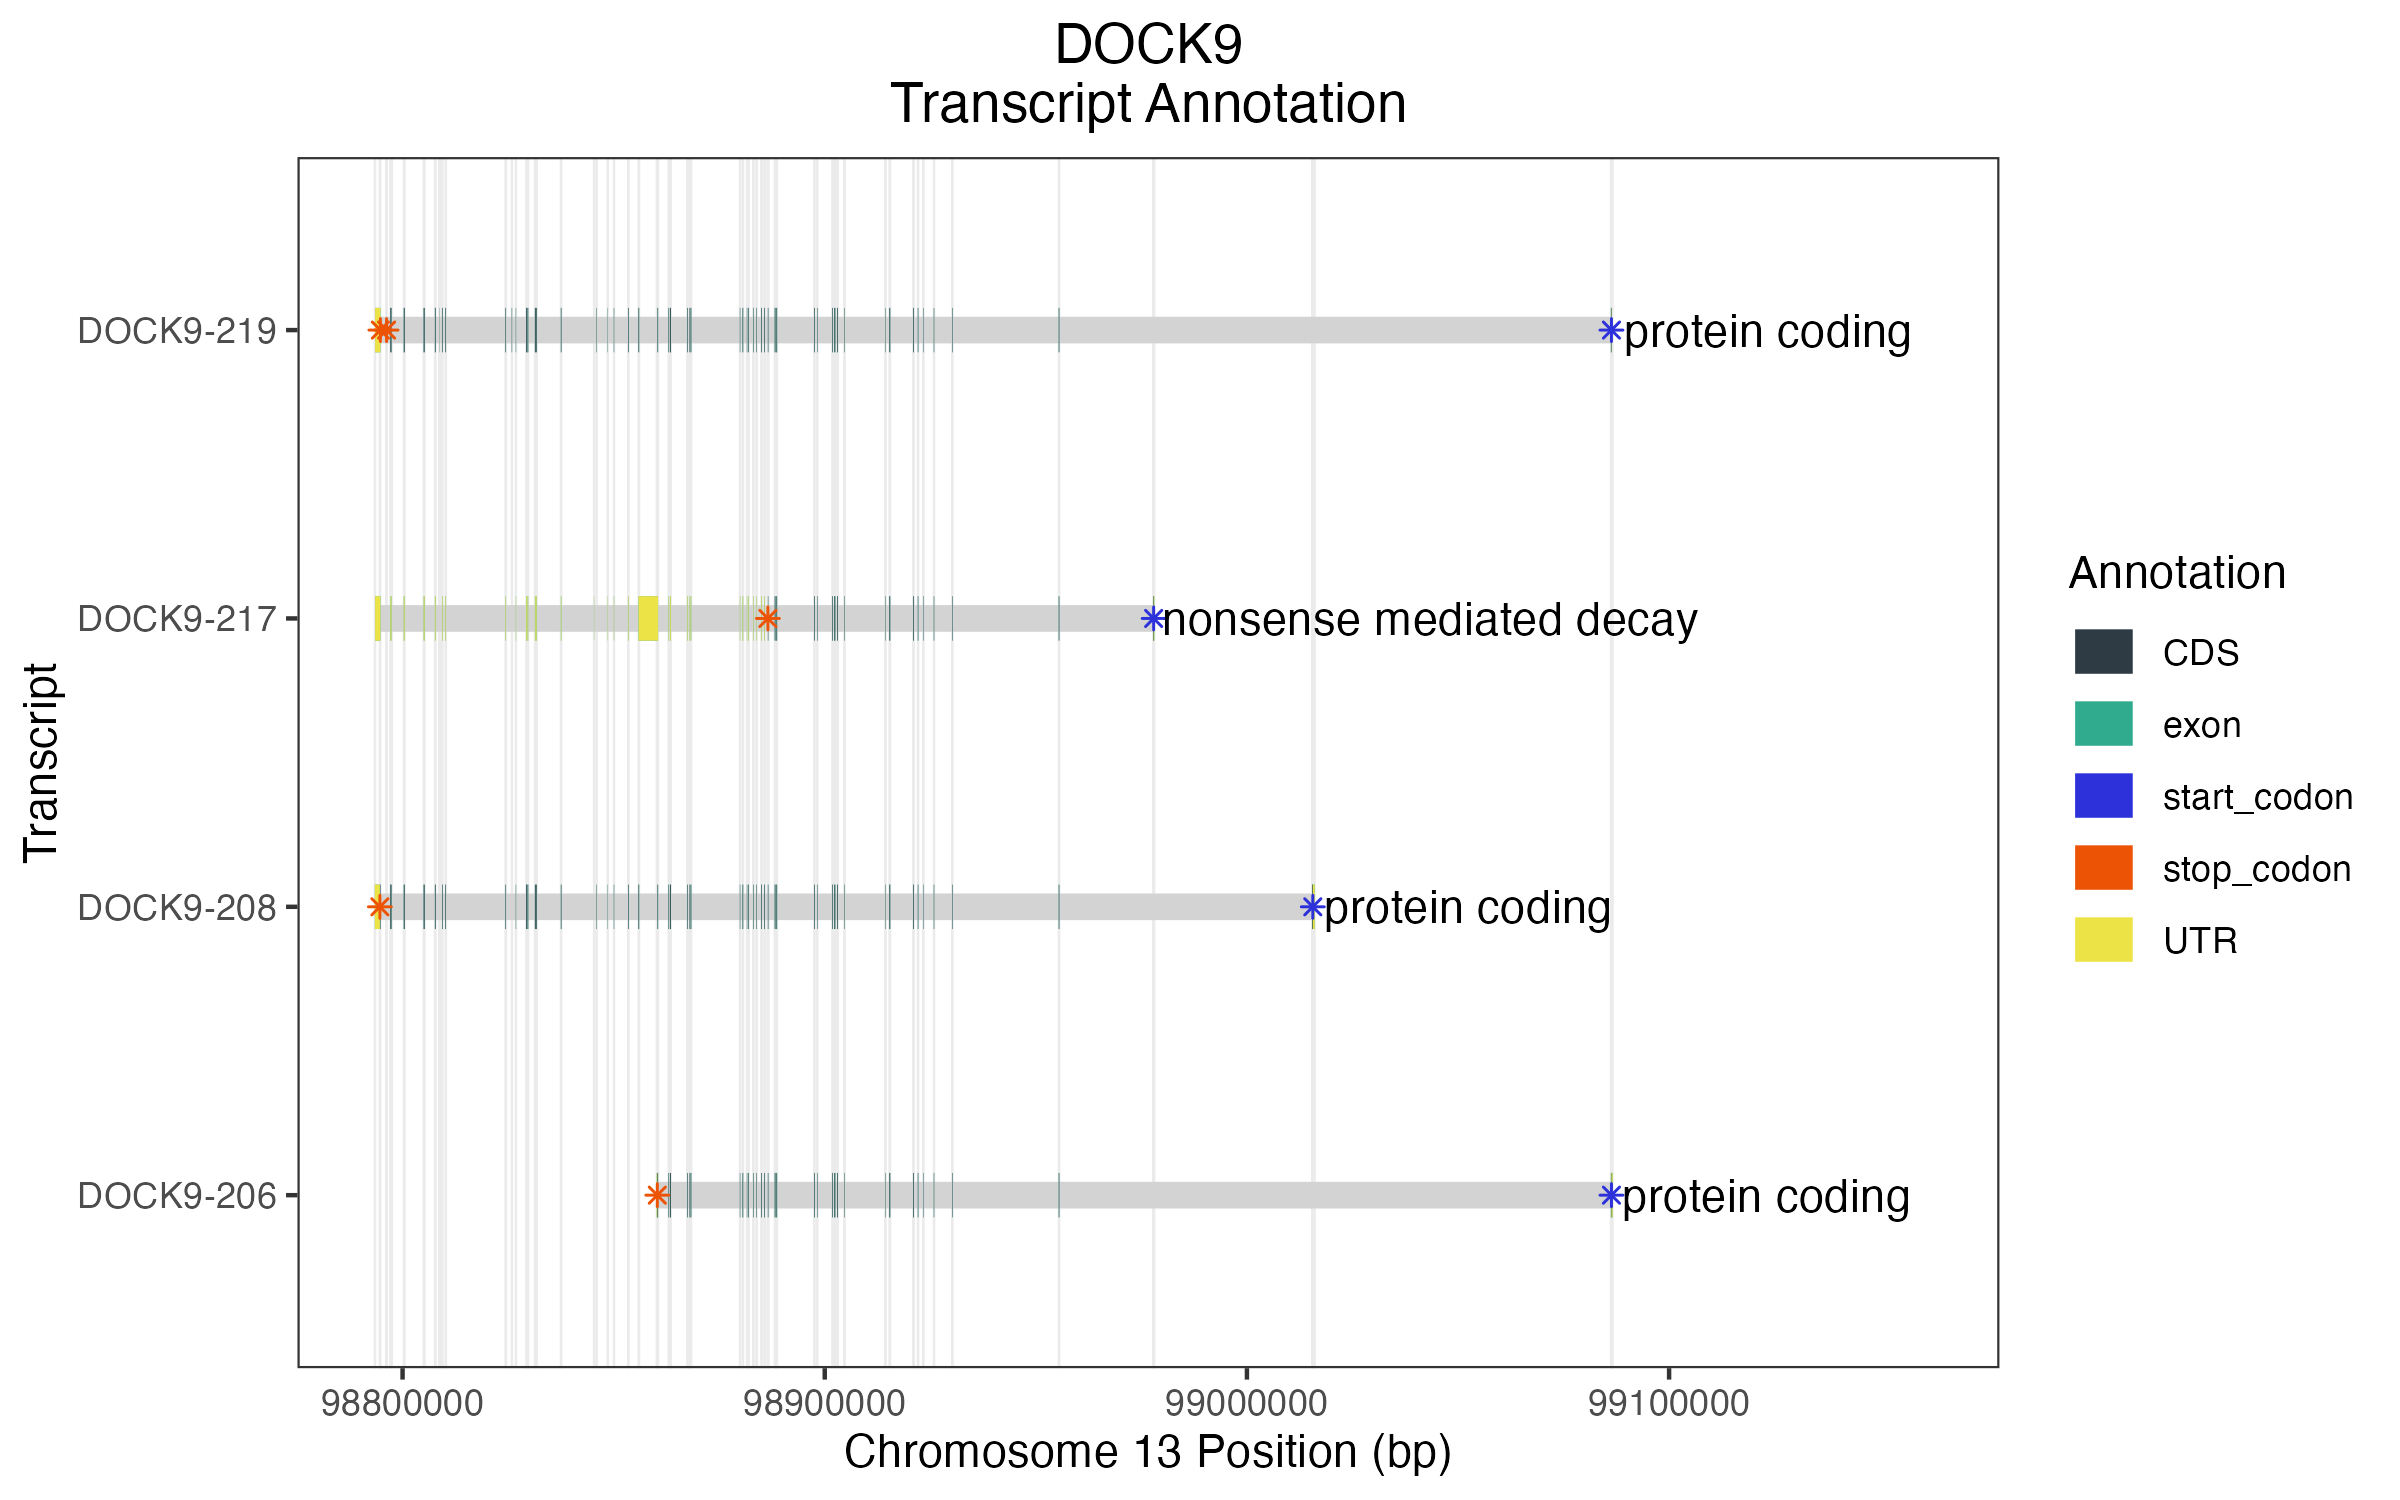 DOCK9
Transcript Annotation
Transcript
DOCK9-219
protein coding
DOCK9-217
nonsense mediated decay
DOCK9-208
protein coding
DOCK9-206
protein coding
98800000 98900000 99000000 99100000
Chromosome 13 Position (bp)
Annotation
CDS
exon
start_codon
stop_codon
UTR